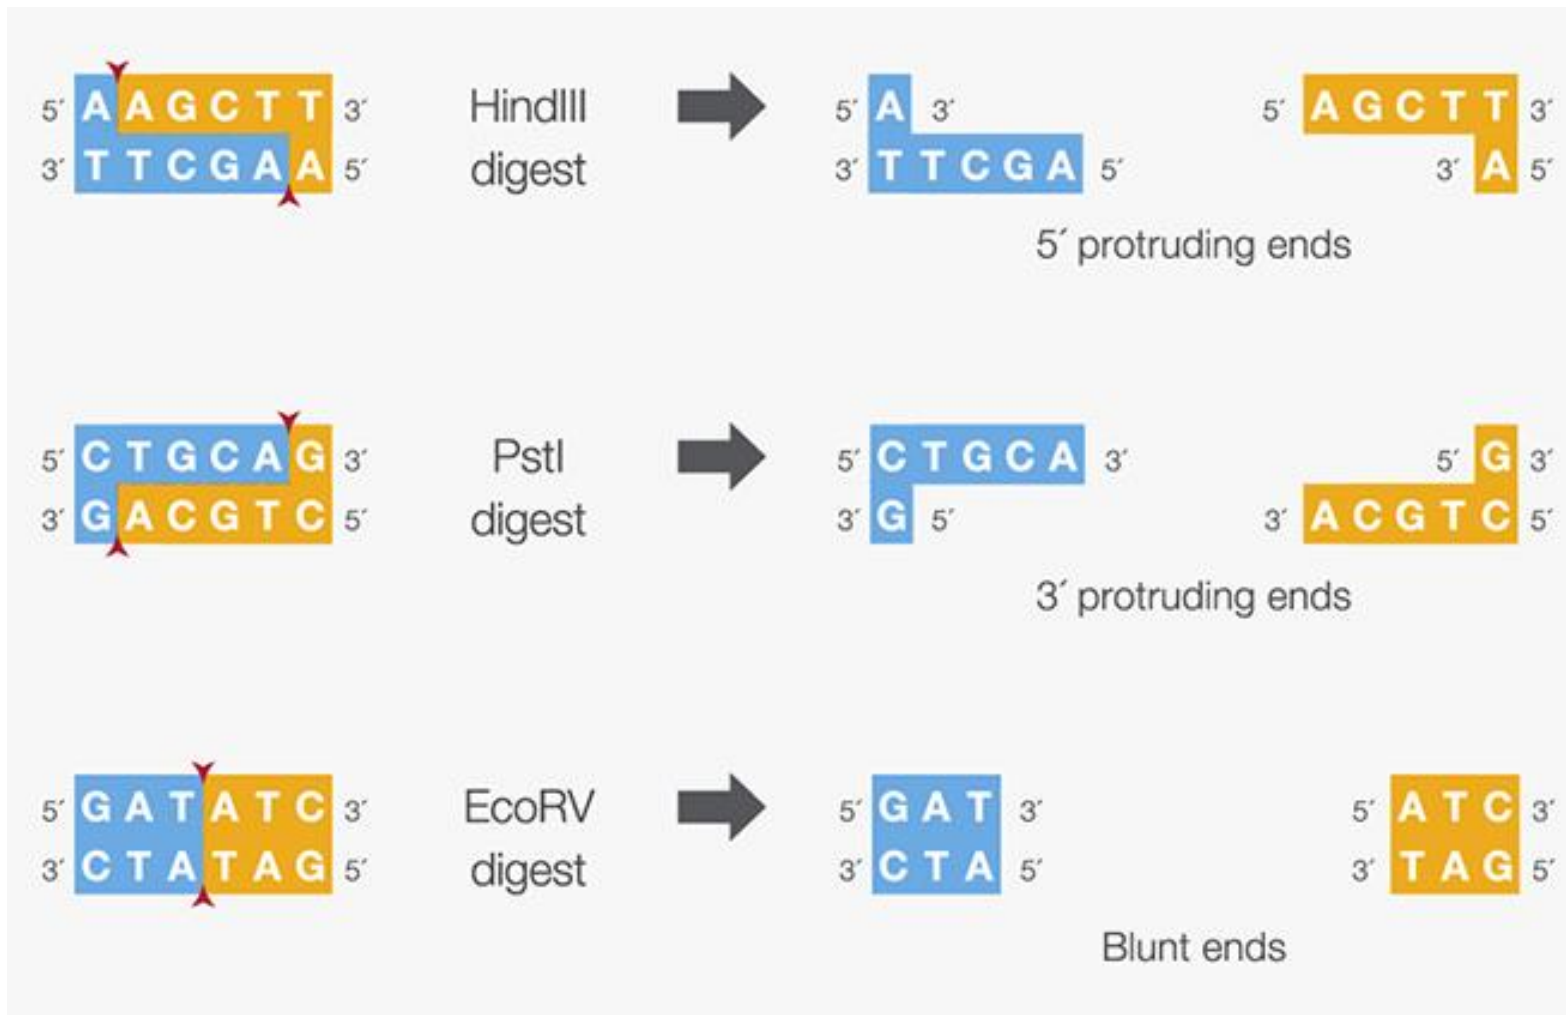 5´ A A G C T T 3´ HindIII 5´ A 3´ 5´ A G C T T 3´
3´ T T C G A A 5´ digest 3´ T T C G A 5´ 3´ A 5´
5´ protruding ends
5´ C T G C A G 3´ PstI 5´ C T G C A 3´ 5´ G 3´
3´ G A C G T C 5´ digest 3´ G 5´ 3´ A C G T C 5´
3´ protruding ends
5´ G A T A T C 3´ EcoRV 5´ G A T 3´ 5´ A T C 3´
3´ C T A T A G 5´ digest 3´ C T A 5´ 3´ T A G 5´
Blunt ends